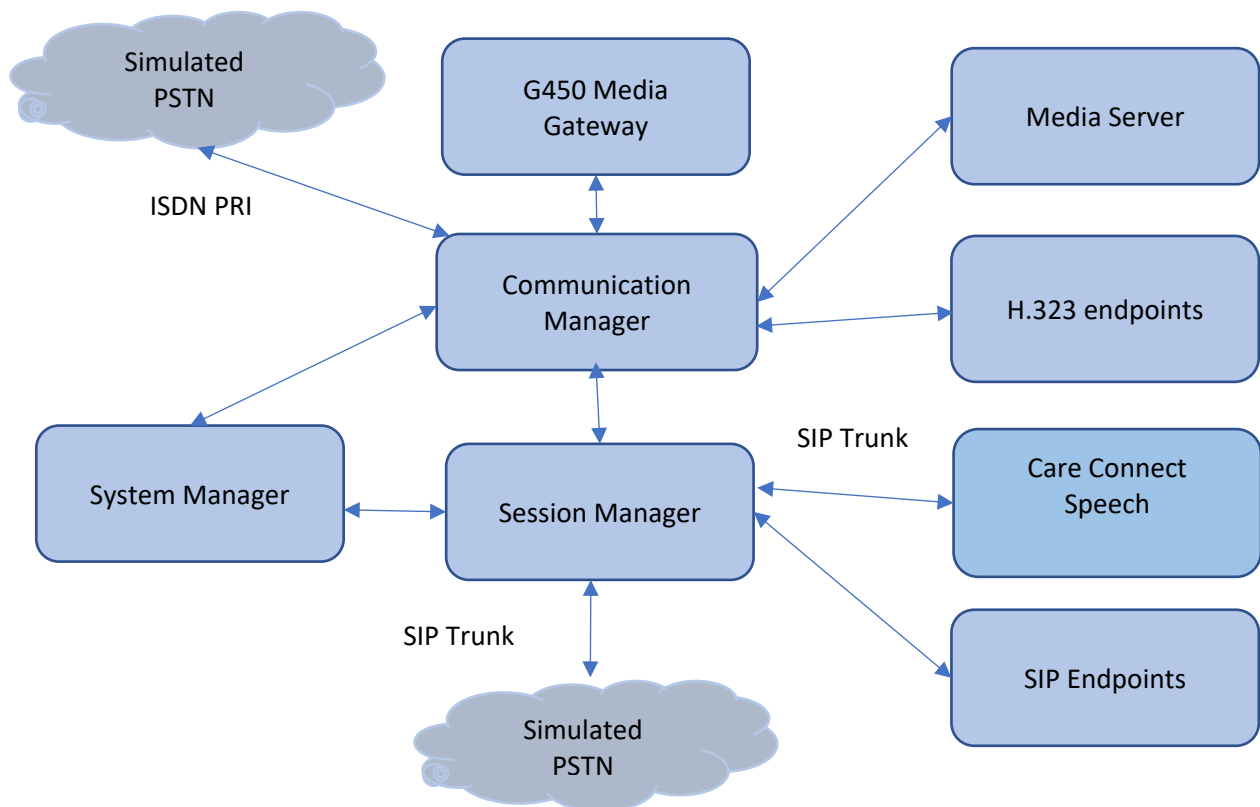 Simulated
PSTN
G450 Media
Gateway
Media Server
ISDN PRI
Communication
Manager
H.323 endpoints
System Manager
Session Manager
SIP Trunk
Care Connect
Speech
SIP Trunk
SIP Endpoints
Simulated
PSTN